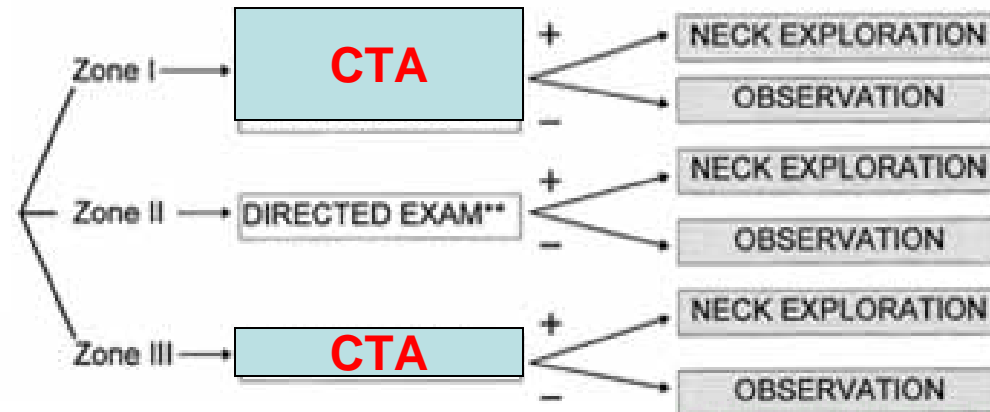 Zone I
CTA
+
−
NECK EXPLORATION
OBSERVATION
Zone II
DIRECTED EXAM**
+
−
NECK EXPLORATION
OBSERVATION
Zone III
CTA
+
−
NECK EXPLORATION
OBSERVATION